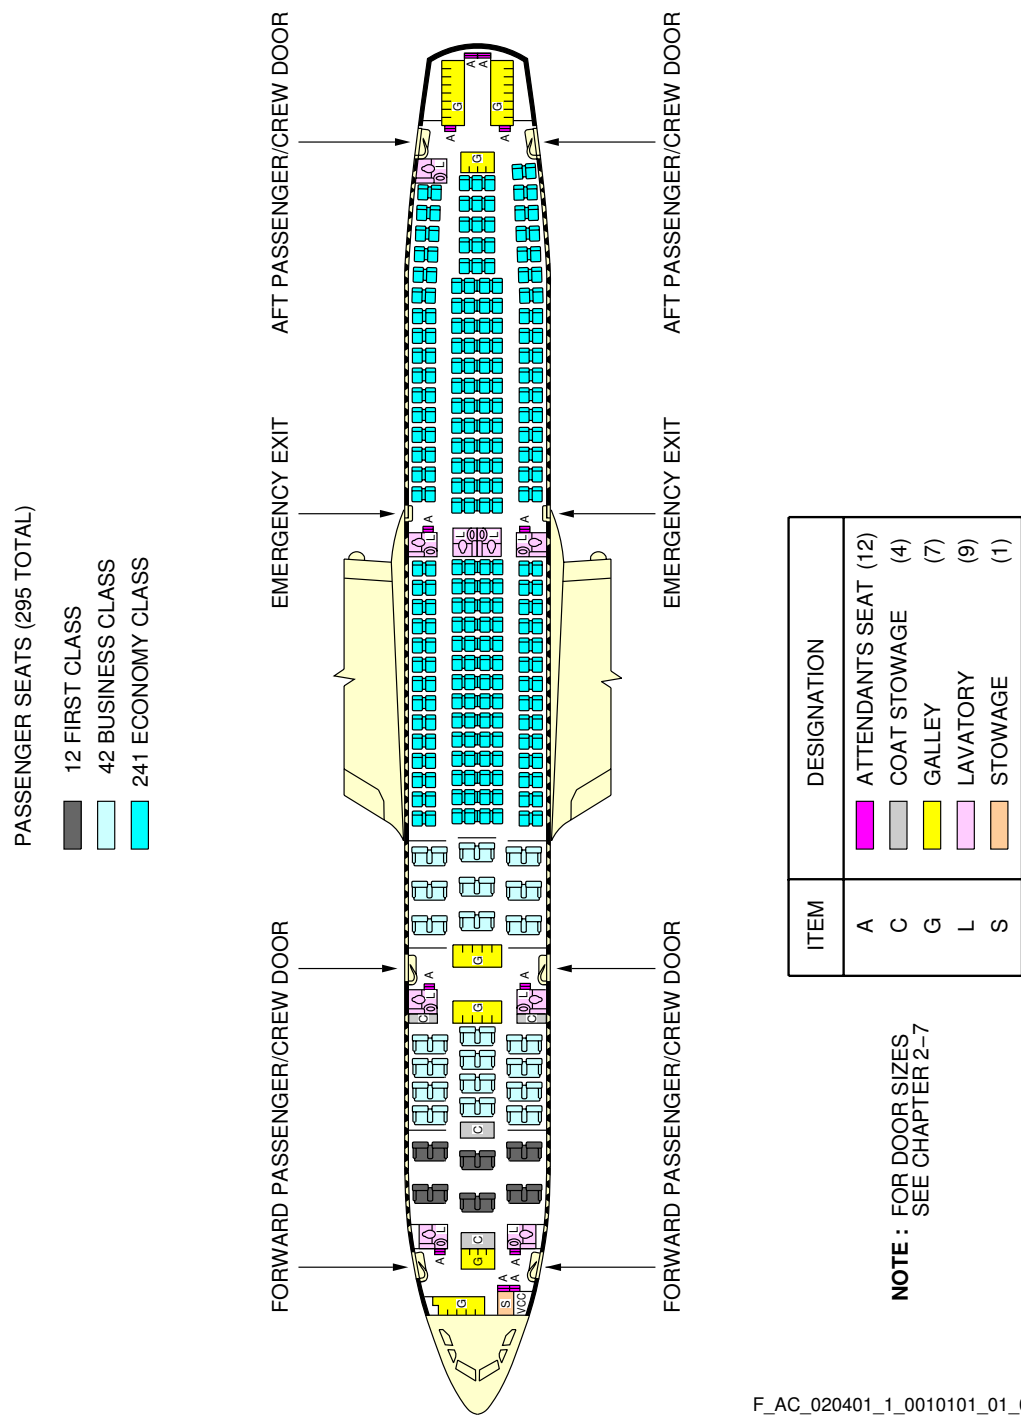 PASSENGER SEATS (295 TOTAL)
12 FIRST CLASS
42 BUSINESS CLASS
241 ECONOMY CLASS
FORWARD PASSENGER/CREW DOOR
EMERGENCY EXIT
AFT PASSENGER/CREW DOOR
G
S
VCC
A
A
G
C
A
L
A
L
C
C
L
A
G
C
L
A
G
L
A
L
L
L
A
L
G
A
G
A
G
A
A
FORWARD PASSENGER/CREW DOOR
EMERGENCY EXIT
AFT PASSENGER/CREW DOOR
ITEM DESIGNATION
A ATTENDANTS SEAT (12)
C COAT STOWAGE (4)
G GALLEY (7)
L LAVATORY (9)
S STOWAGE (1)
NOTE : FOR DOOR SIZES
SEE CHAPTER 2–7
F_AC_020401_1_0010101_01_